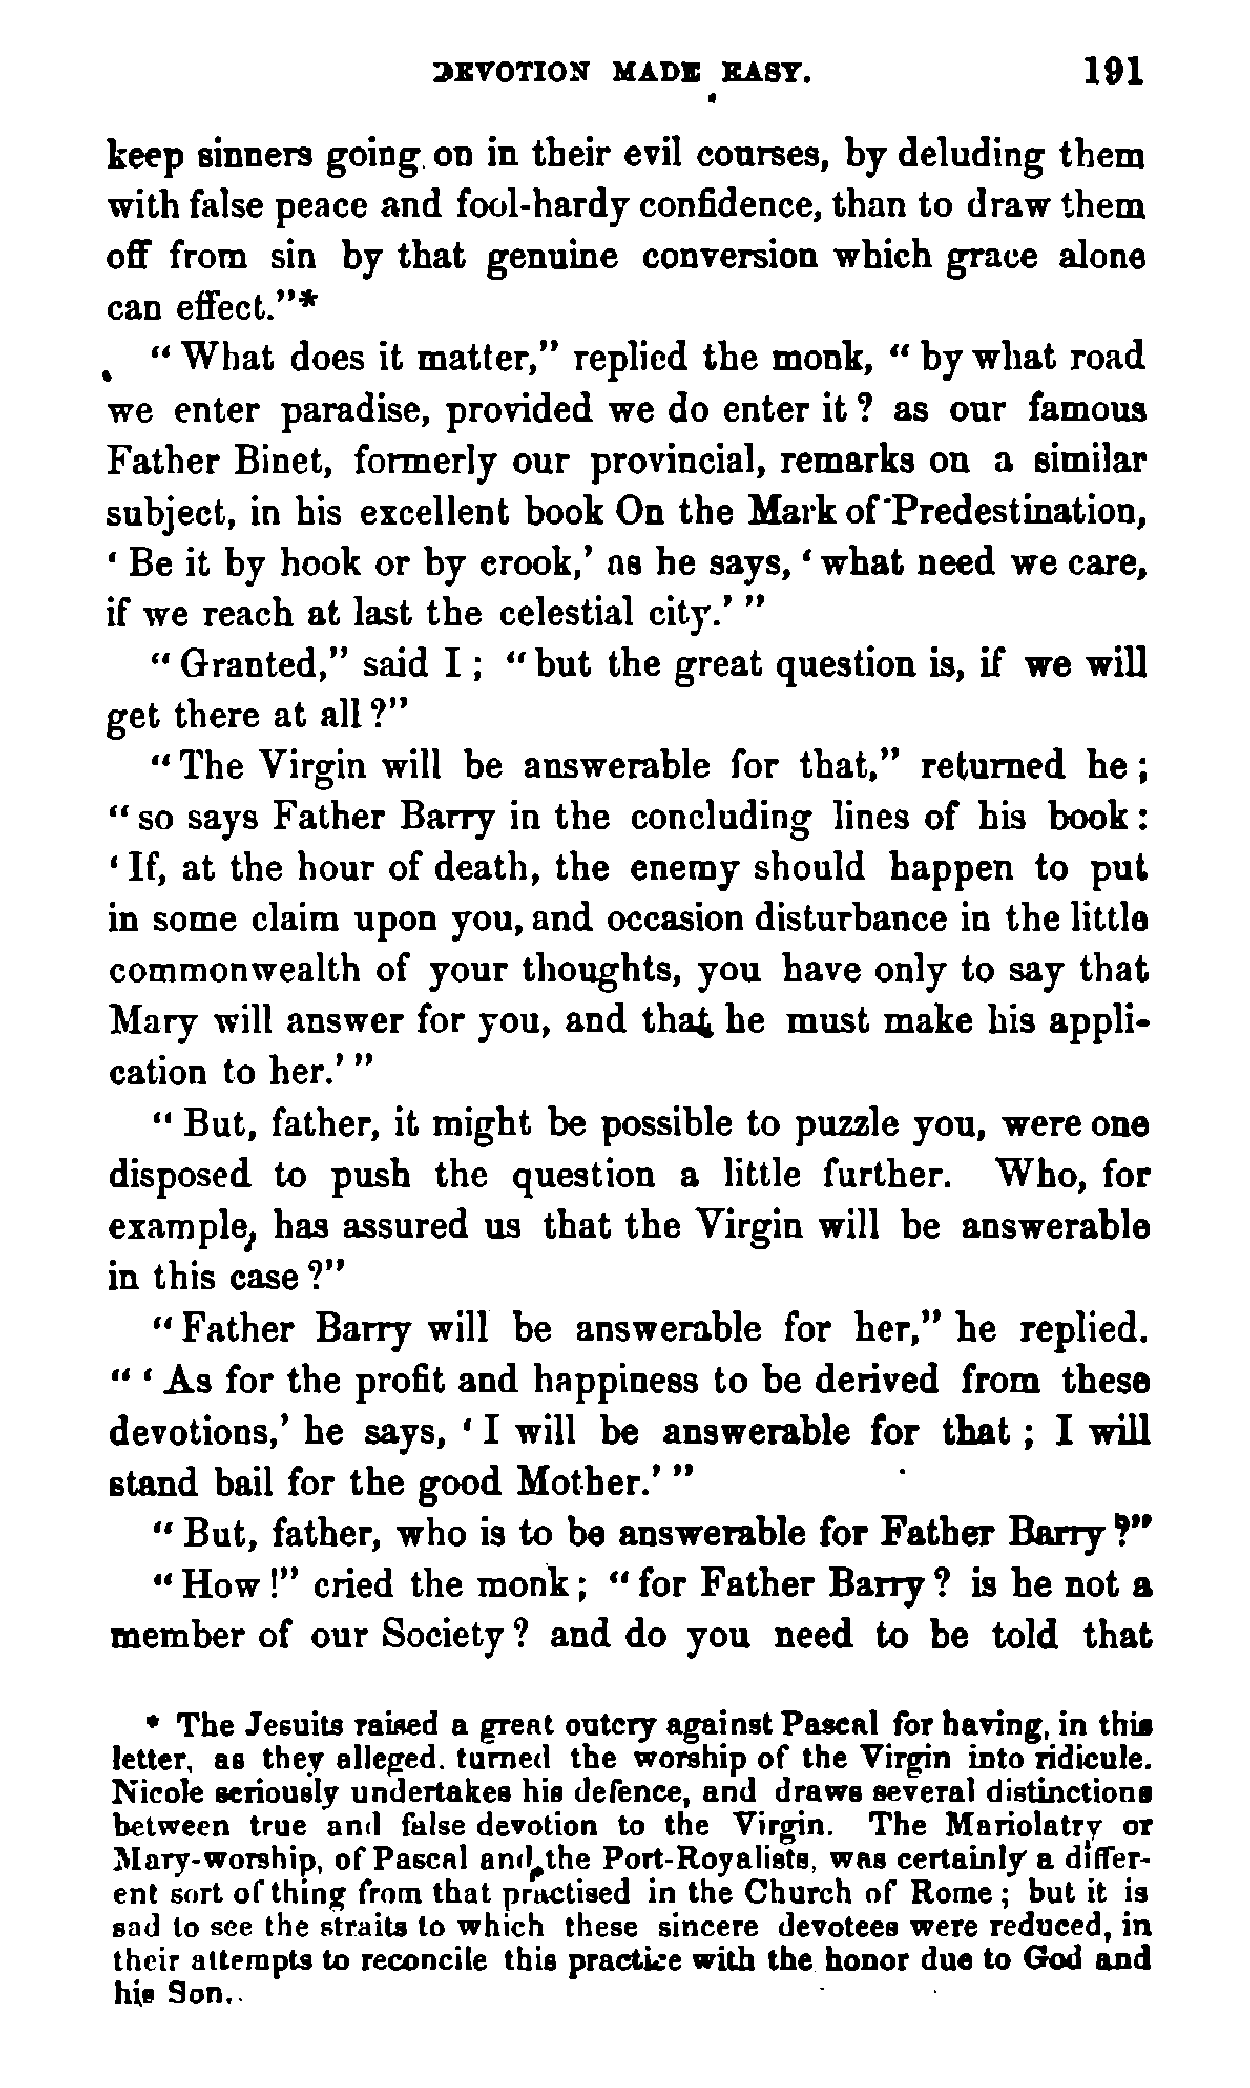 DEVOTION MADE EASY. 191
keep sinners going on in their evil courses, by deluding them
with false peace and fool-hardy confidence, than to draw them
off from sin by that genuine conversion which grace alone
can effect."*
" What does it matter," replied the monk, " by what road
we enter paradise, provided we do enter it ? as our famous
Father Binet, formerly our provincial, remarks on a similar
subject, in his excellent book On the Mark of Predestination,
' Be it by hook or by crook,' as he says, ' what need we care,
if we reach at last the celestial city.' "
" Granted," said I ; " but the great question is, if we will
get there at all ?"
" The Virgin will be answerable for that," returned he ;
" so says Father Barry in the concluding lines of his book :
' If, at the hour of death, the enemy should happen to put
in some claim upon you, and occasion disturbance in the little
commonwealth of your thoughts, you have only to say that
Mary will answer for you, and that he must make his appli-
cation to her.' "
" But, father, it might be possible to puzzle you, were one
disposed to push the question a little further. Who, for
example, has assured us that the Virgin will be answerable
in this case ?"
" Father Barry will be answerable for her," he replied.
" ' As for the profit and happiness to be derived from these
devotions,' he says, ' I will be answerable for that ; I will
stand bail for the good Mother.' "
" But, father, who is to be answerable for Father Barry ?"
" How !" cried the monk ; " for Father Barry ? is he not a
member of our Society ? and do you need to be told that
* The Jesuits raised a great outcry against Pascal for having, in this
letter, as they alleged. turned the worship of the Virgin into ridicule.
Nicole seriously undertakes his defence, and draws several distinctions
between true and false devotion to the Virgin. The Mariolatry or
Mary-worship, of Pascal and the Port-Royalists, was certainly a differ-
ent sort of thing from that practised in the Church of Rome ; but it is
sad to see the straits to which these sincere devotees were reduced, in
their attempts to reconcile this practice with the honor due to God and
his Son.